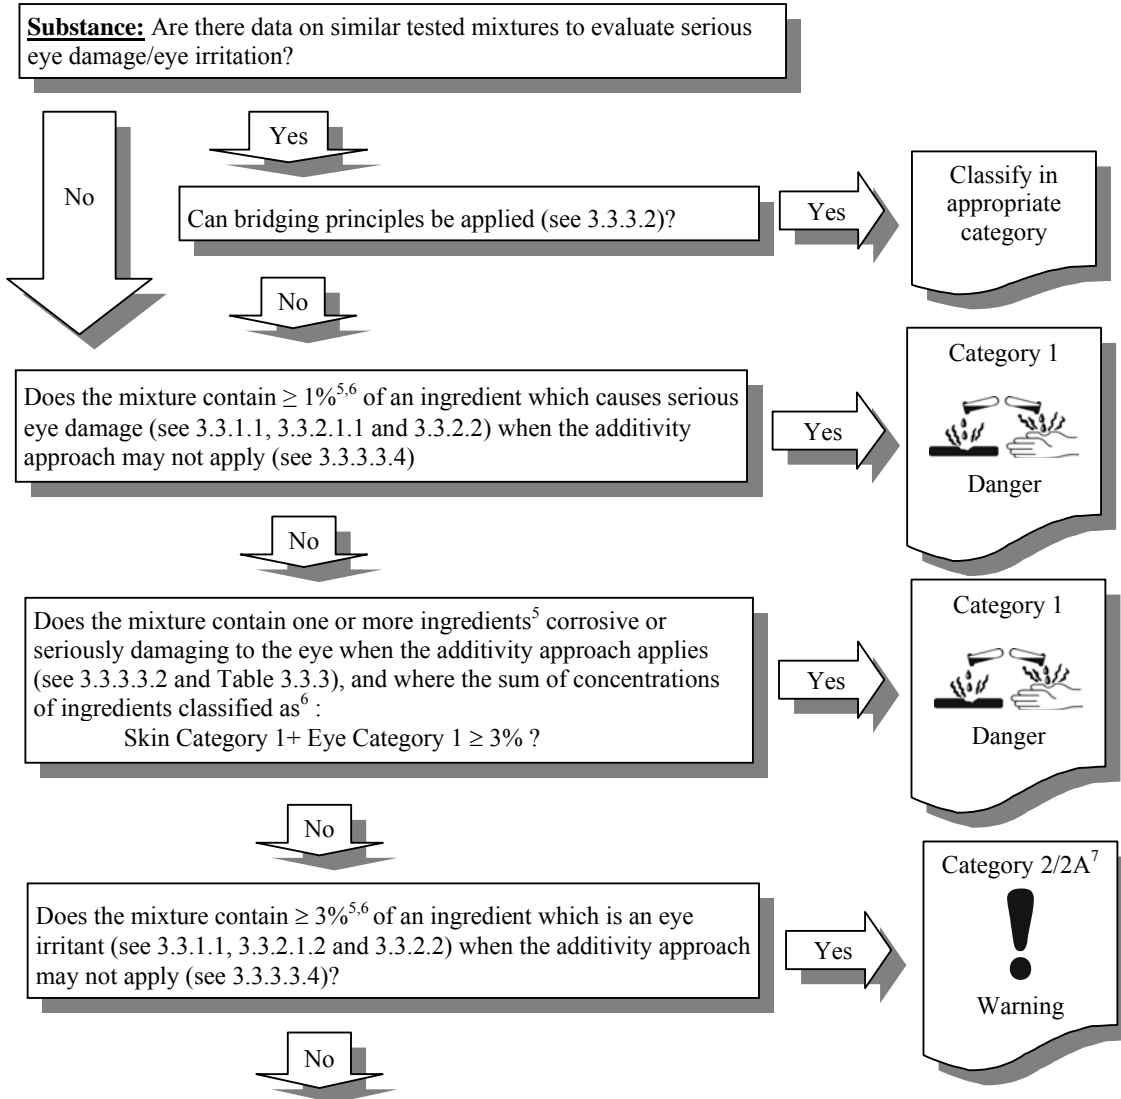 Substance: Are there data on similar tested mixtures to evaluate serious
eye damage/eye irritation?
No
Yes
Can bridging principles be applied (see 3.3.3.2)?
Yes
Classify in
appropriate
category
No
Does the mixture contain ≥ 1%5,6 of an ingredient which causes serious
eye damage (see 3.3.1.1, 3.3.2.1.1 and 3.3.2.2) when the additivity
approach may not apply (see 3.3.3.3.4)
Yes
Category 1
Danger
No
Does the mixture contain one or more ingredients5 corrosive or
seriously damaging to the eye when the additivity approach applies
(see 3.3.3.3.2 and Table 3.3.3), and where the sum of concentrations
of ingredients classified as6 :
Skin Category 1+ Eye Category 1 ≥ 3% ?
Yes
Category 1
Danger
No
Does the mixture contain ≥ 3%5,6 of an ingredient which is an eye
irritant (see 3.3.1.1, 3.3.2.1.2 and 3.3.2.2) when the additivity approach
may not apply (see 3.3.3.3.4)?
Yes
Category 2/2A7
Warning
No